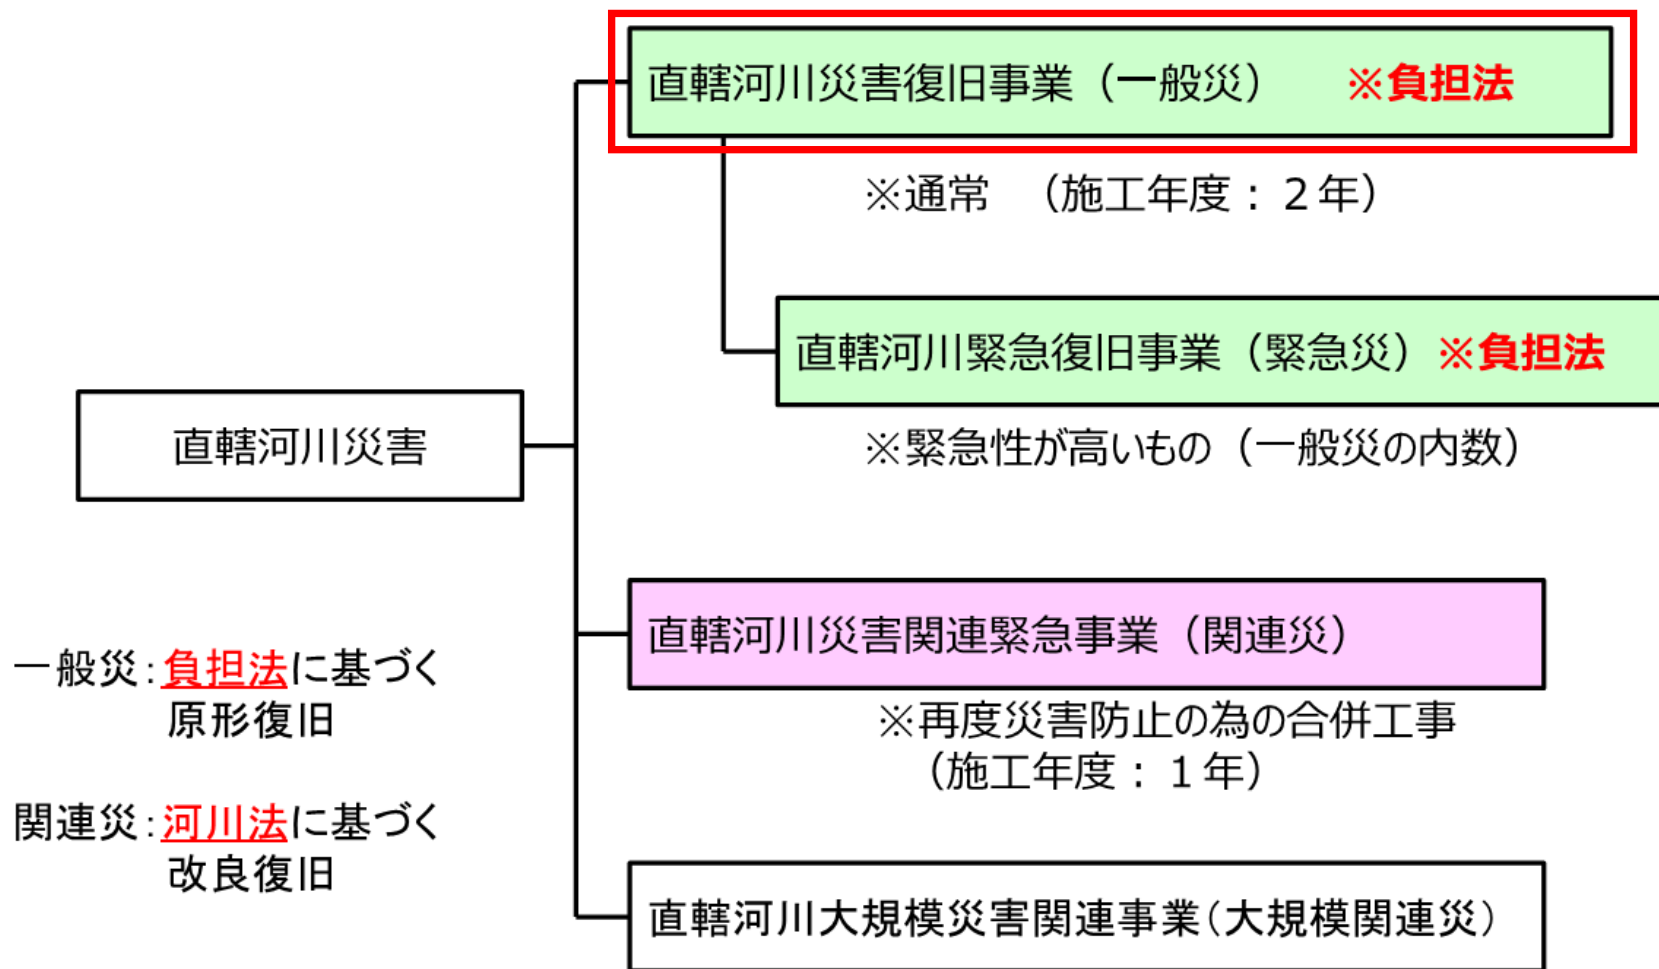 直轄河川災害復旧事業（一般災） ※負担法
※通常 （施工年度：２年）
直轄河川緊急復旧事業（緊急災）※負担法
※緊急性が高いもの（一般災の内数）
直轄河川災害
直轄河川災害関連緊急事業（関連災）
※再度災害防止の為の合併工事
（施工年度：１年）
直轄河川大規模災害関連事業（大規模関連災）
一般災：負担法に基づく
原形復旧
関連災：河川法に基づく
改良復旧